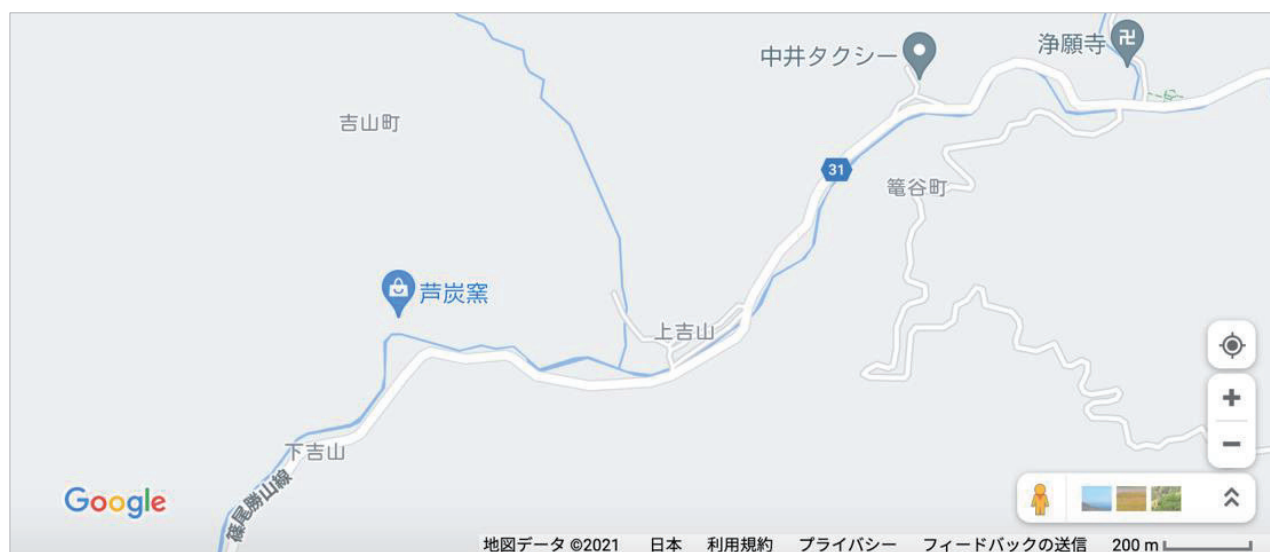 中井タクシー
浄願寺
吉山町
31
篭谷町
芦炭窯
上吉山
下吉山
篠尾勝山線
Google
地図データ ©2021 日本 利用規約 プライバシー フィードバックの送信 200 m